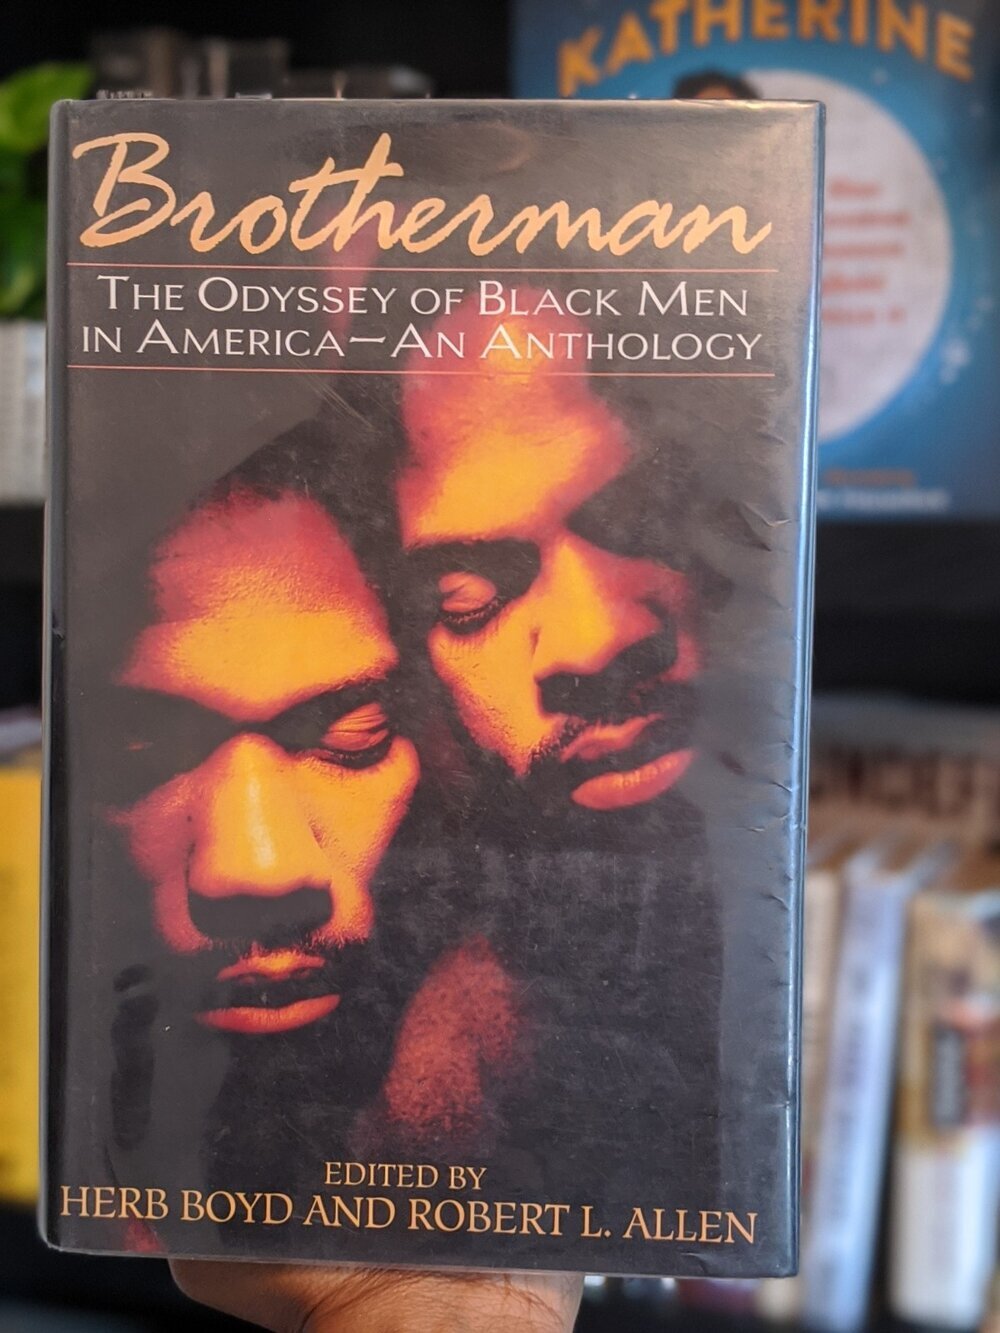 KATHERINE
Brotherman
THE ODYSSEY OF BLACK MEN
IN AMERICA—AN ANTHOLOGY
EDITED BY
HERB BOYD AND ROBERT L. ALLEN